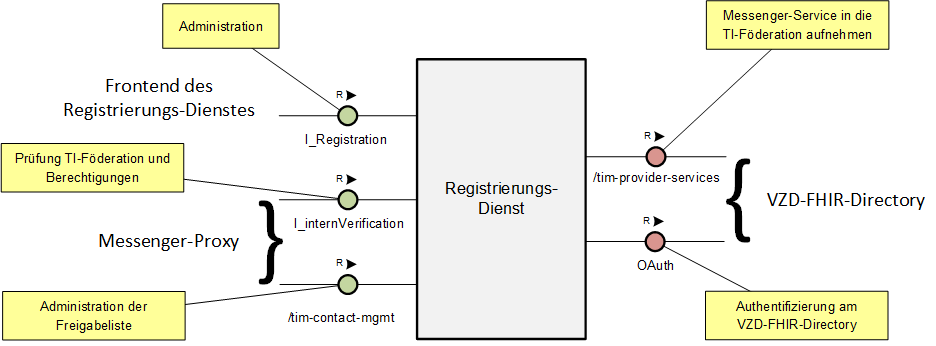 Administration
Messenger-Service in die
TI-Föderation aufnehmen
Frontend des
Registrierungs-Dienstes
R
I_Registration
Prüfung TI-Föderation und
Berechtigungen
R
I_internVerification
Messenger-Proxy
R
/tim-contact-mgmt
Administration der
Freigabeliste
Registrierungs-
Dienst
R
/tim-provider-services
VZD-FHIR-Directory
R
OAuth
Authentifizierung am
VZD-FHIR-Directory